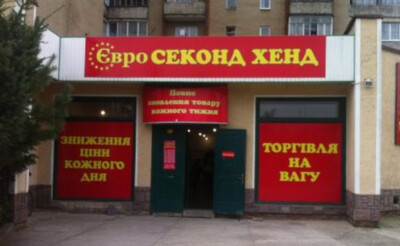 Євро СЕКОНД ХЕНД
Повне
оновлення товару
кожного тижня
ЗНИЖЕННЯ
ЦІНИ
КОЖНОГО
ДНЯ
ТОРГІВЛЯ
НА
ВАГУ